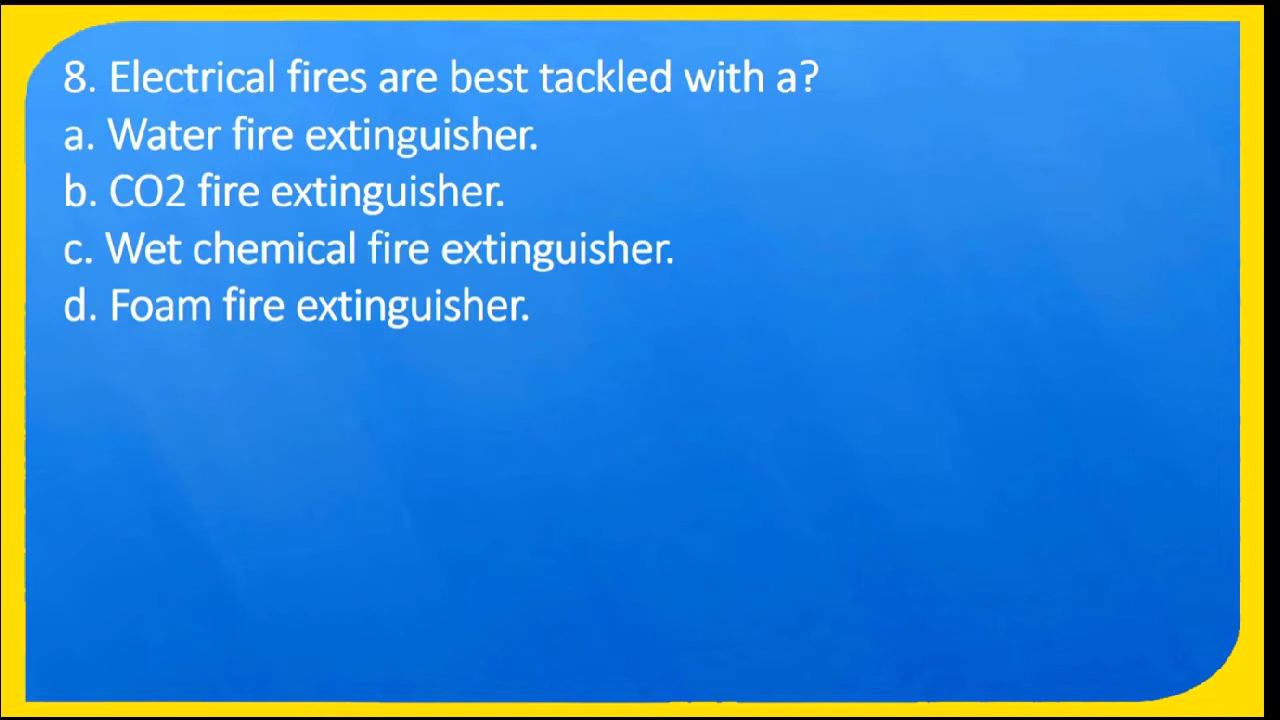 8. Electrical fires are best tackled with a?
a. Water fire extinguisher.
b. CO2 fire extinguisher.
c. Wet chemical fire extinguisher.
d. Foam fire extinguisher.